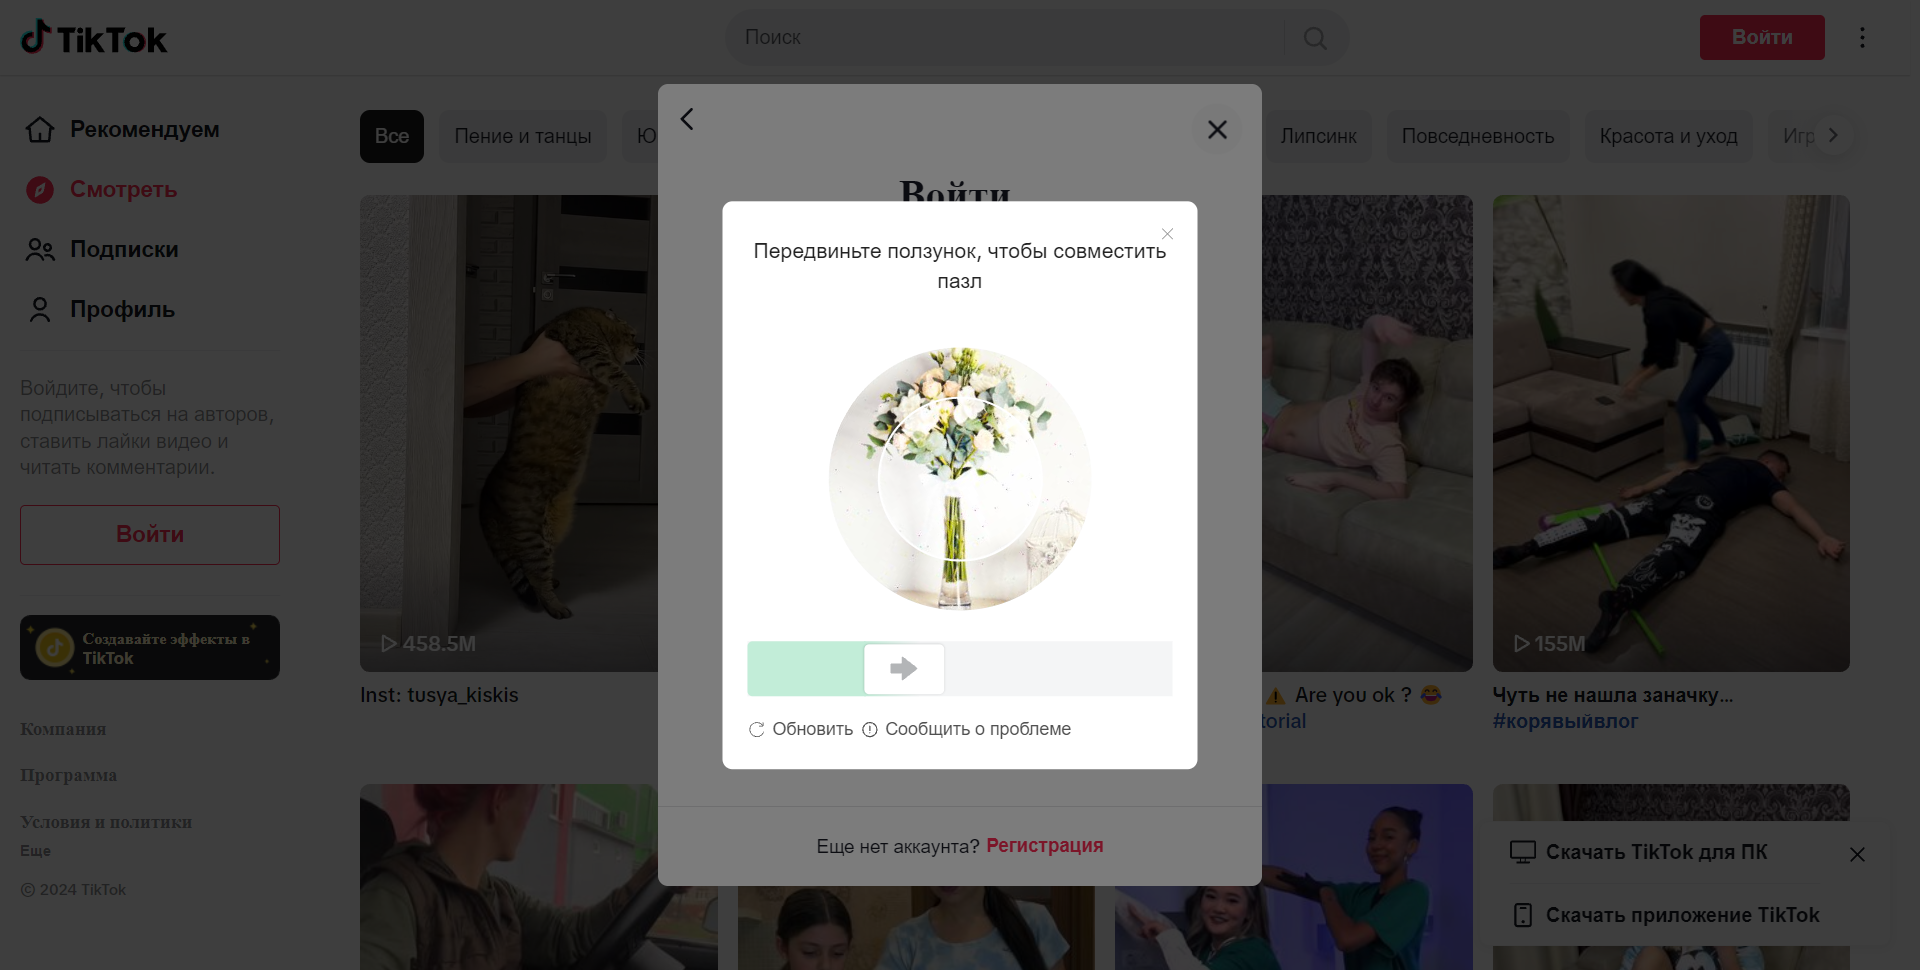 TikTok
Поиск
Войти
Рекомендуем
Смотреть
Подписки
Профиль
Войдите, чтобы
подписываться на авторов,
ставить лайки видео и
читать комментарии.
Войти
Создавайте эффекты в
TikTok
Компания
Программа
Условия и политики
Еще
© 2024 TikTok
Все
Пение и танцы
Ю
Липсинк
Повседневность
Красота и уход
Игр
Войти
Передвиньте ползунок, чтобы совместить
пазл
Обновить
Сообщить о проблеме
Еще нет аккаунта? Регистрация
458.5M
Inst: tusya_kiskis
Are you ok ?
torial
155M
Чуть не нашла заначку...
#корявыйвлог
Скачать TikTok для ПК
Скачать приложение TikTok